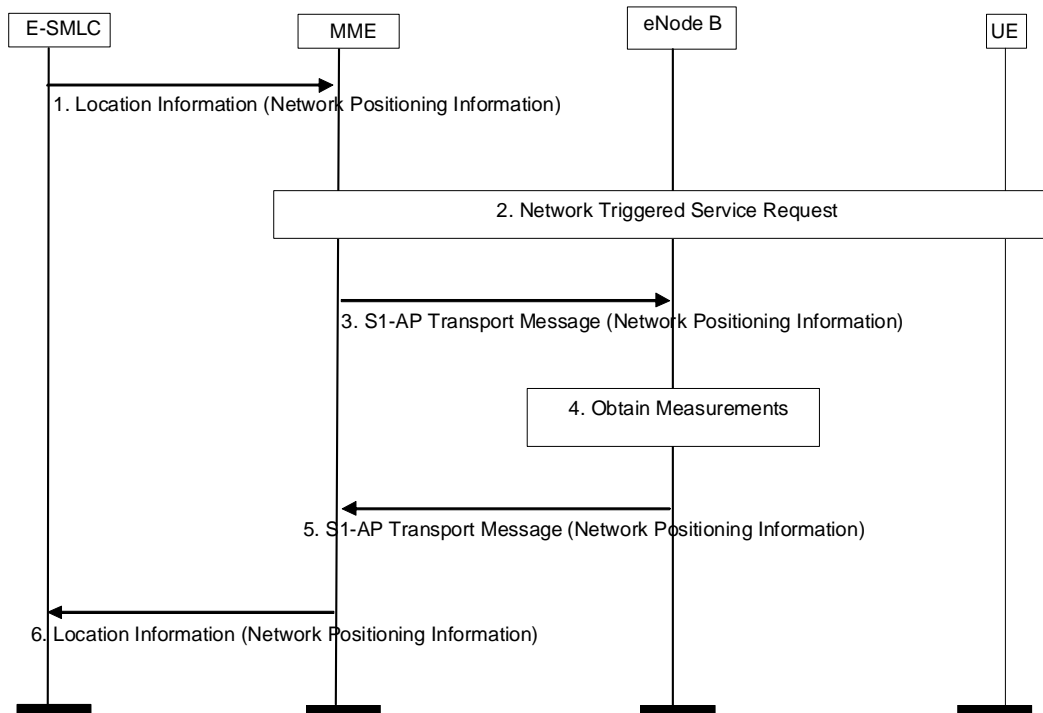 E-SMLC
MME
eNode B
UE
1. Location Information (Network Positioning Information)
2. Network Triggered Service Request
3. S1-AP Transport Message (Network Positioning Information)
4. Obtain Measurements
5. S1-AP Transport Message (Network Positioning Information)
6. Location Information (Network Positioning Information)